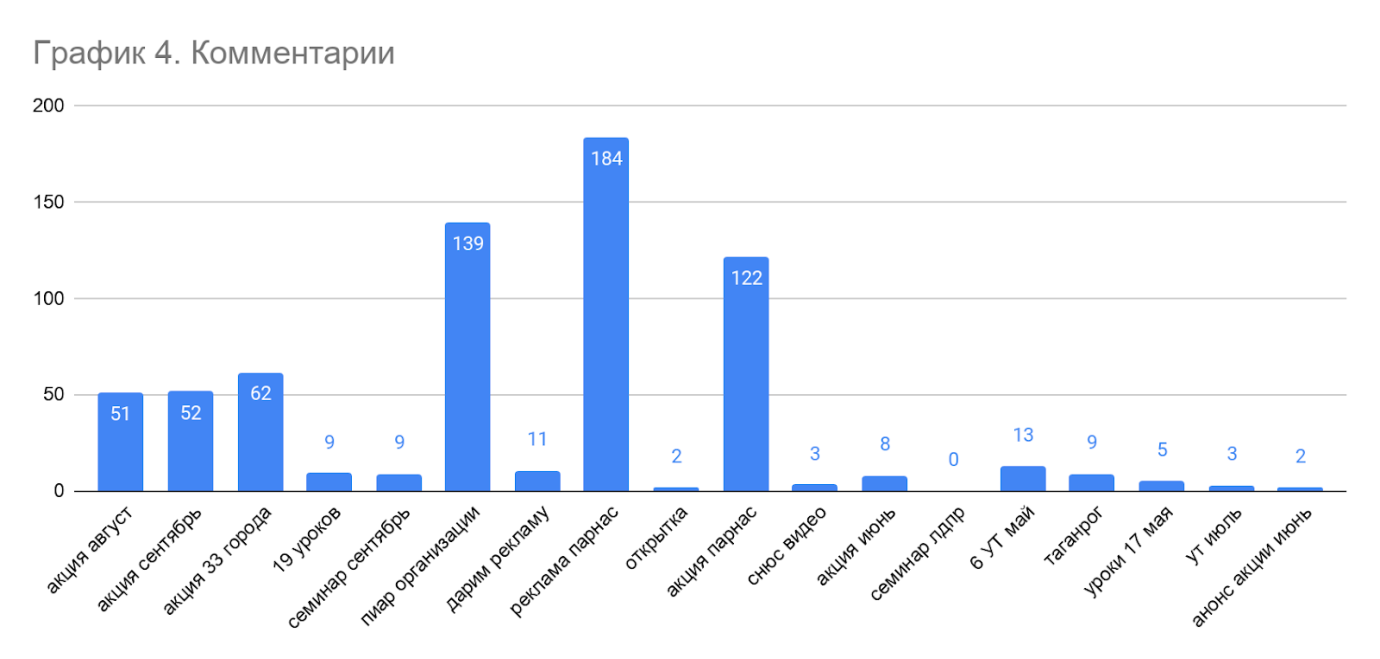 График 4. Комментарии
200
150
100
50
0
51
52
62
9
9
139
11
184
2
122
3
8
0
13
9
5
3
2
акция август
акция сентябрь
акция 33 города
19 уроков
семинар сентябрь
пиар организации
дарим рекламу
реклама парнас
открытка
акция парнас
снюс видео
акция июнь
семинар лдпр
6 УТ май
таганрог
уроки 17 мая
ут июль
анонс акции июнь